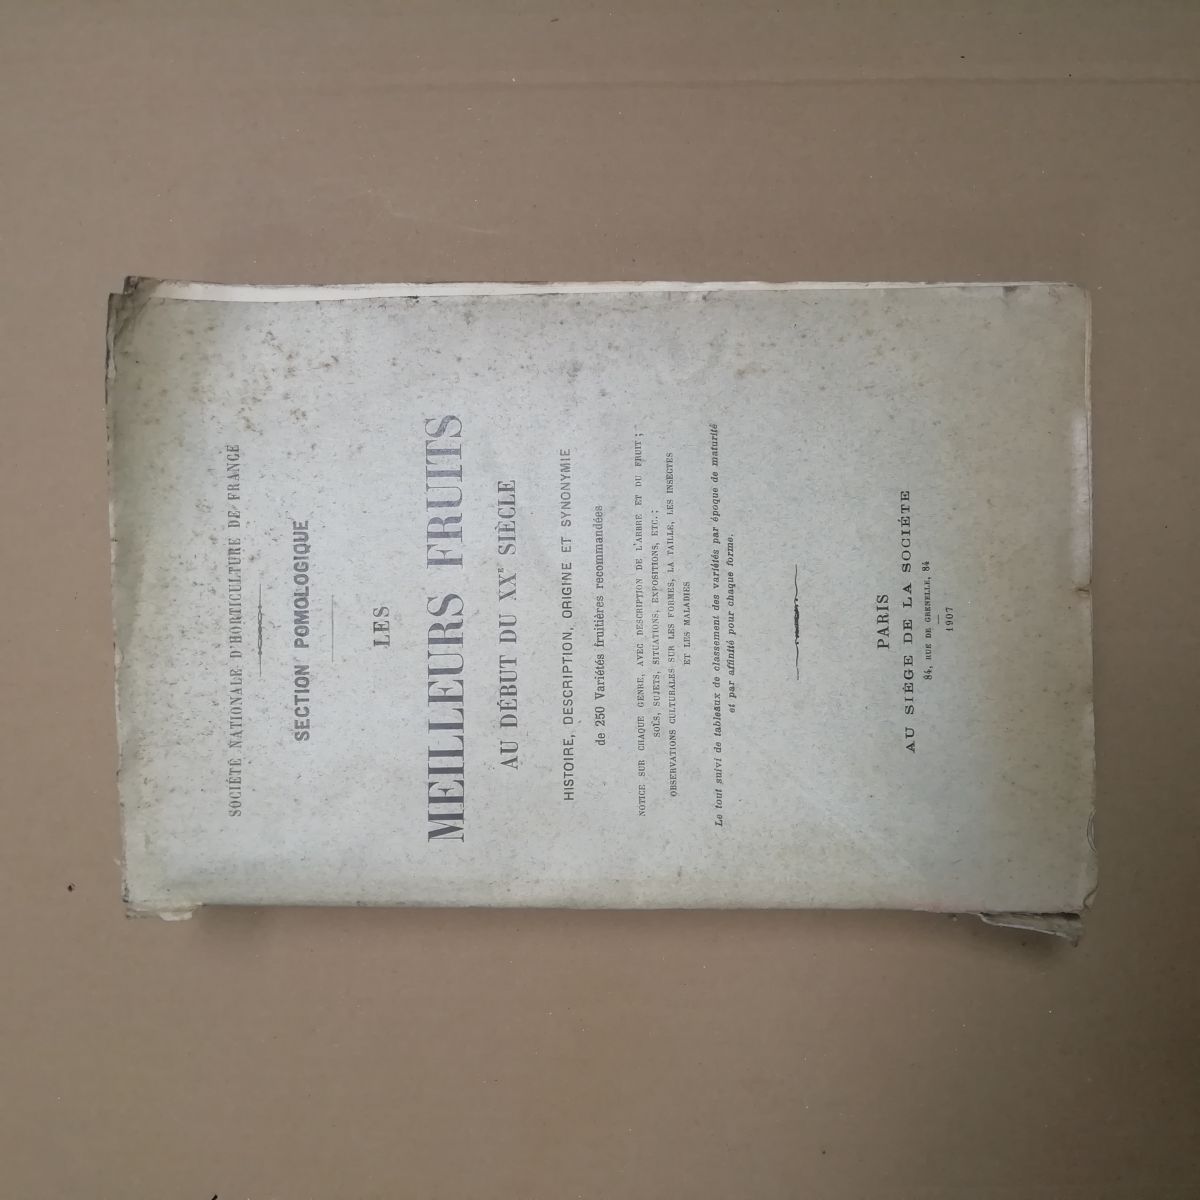 SOCIÉTÉ NATIONALE D'HORTICULTURE DE FRANCE
SECTION POMOLOGIQUE
LES
MEILLEURS FRUITS
AU DÉBUT DU XXE SIÈCLE
HISTOIRE, DESCRIPTION, ORIGINE ET SYNONYMIE
de 250 Variétés fruitières recommandées
NOTICE SUR CHAQUE GENRE, AVEC DESCRIPTION DE L'ARBRE ET DU FRUIT ;
SOLS, SUJETS, SITUATIONS, EXPOSITIONS, ETC. ;
OBSERVATIONS CULTURALES SUR LES FORMES, LA TAILLE, LES INSECTES
ET LES MALADIES
Le tout suivi de tableaux de classement des variétés par époque de maturité
et par affinité pour chaque forme.
PARIS
AU SIÈGE DE LA SOCIÉTÉ
84, RUE DE GRENELLE, 84
1907